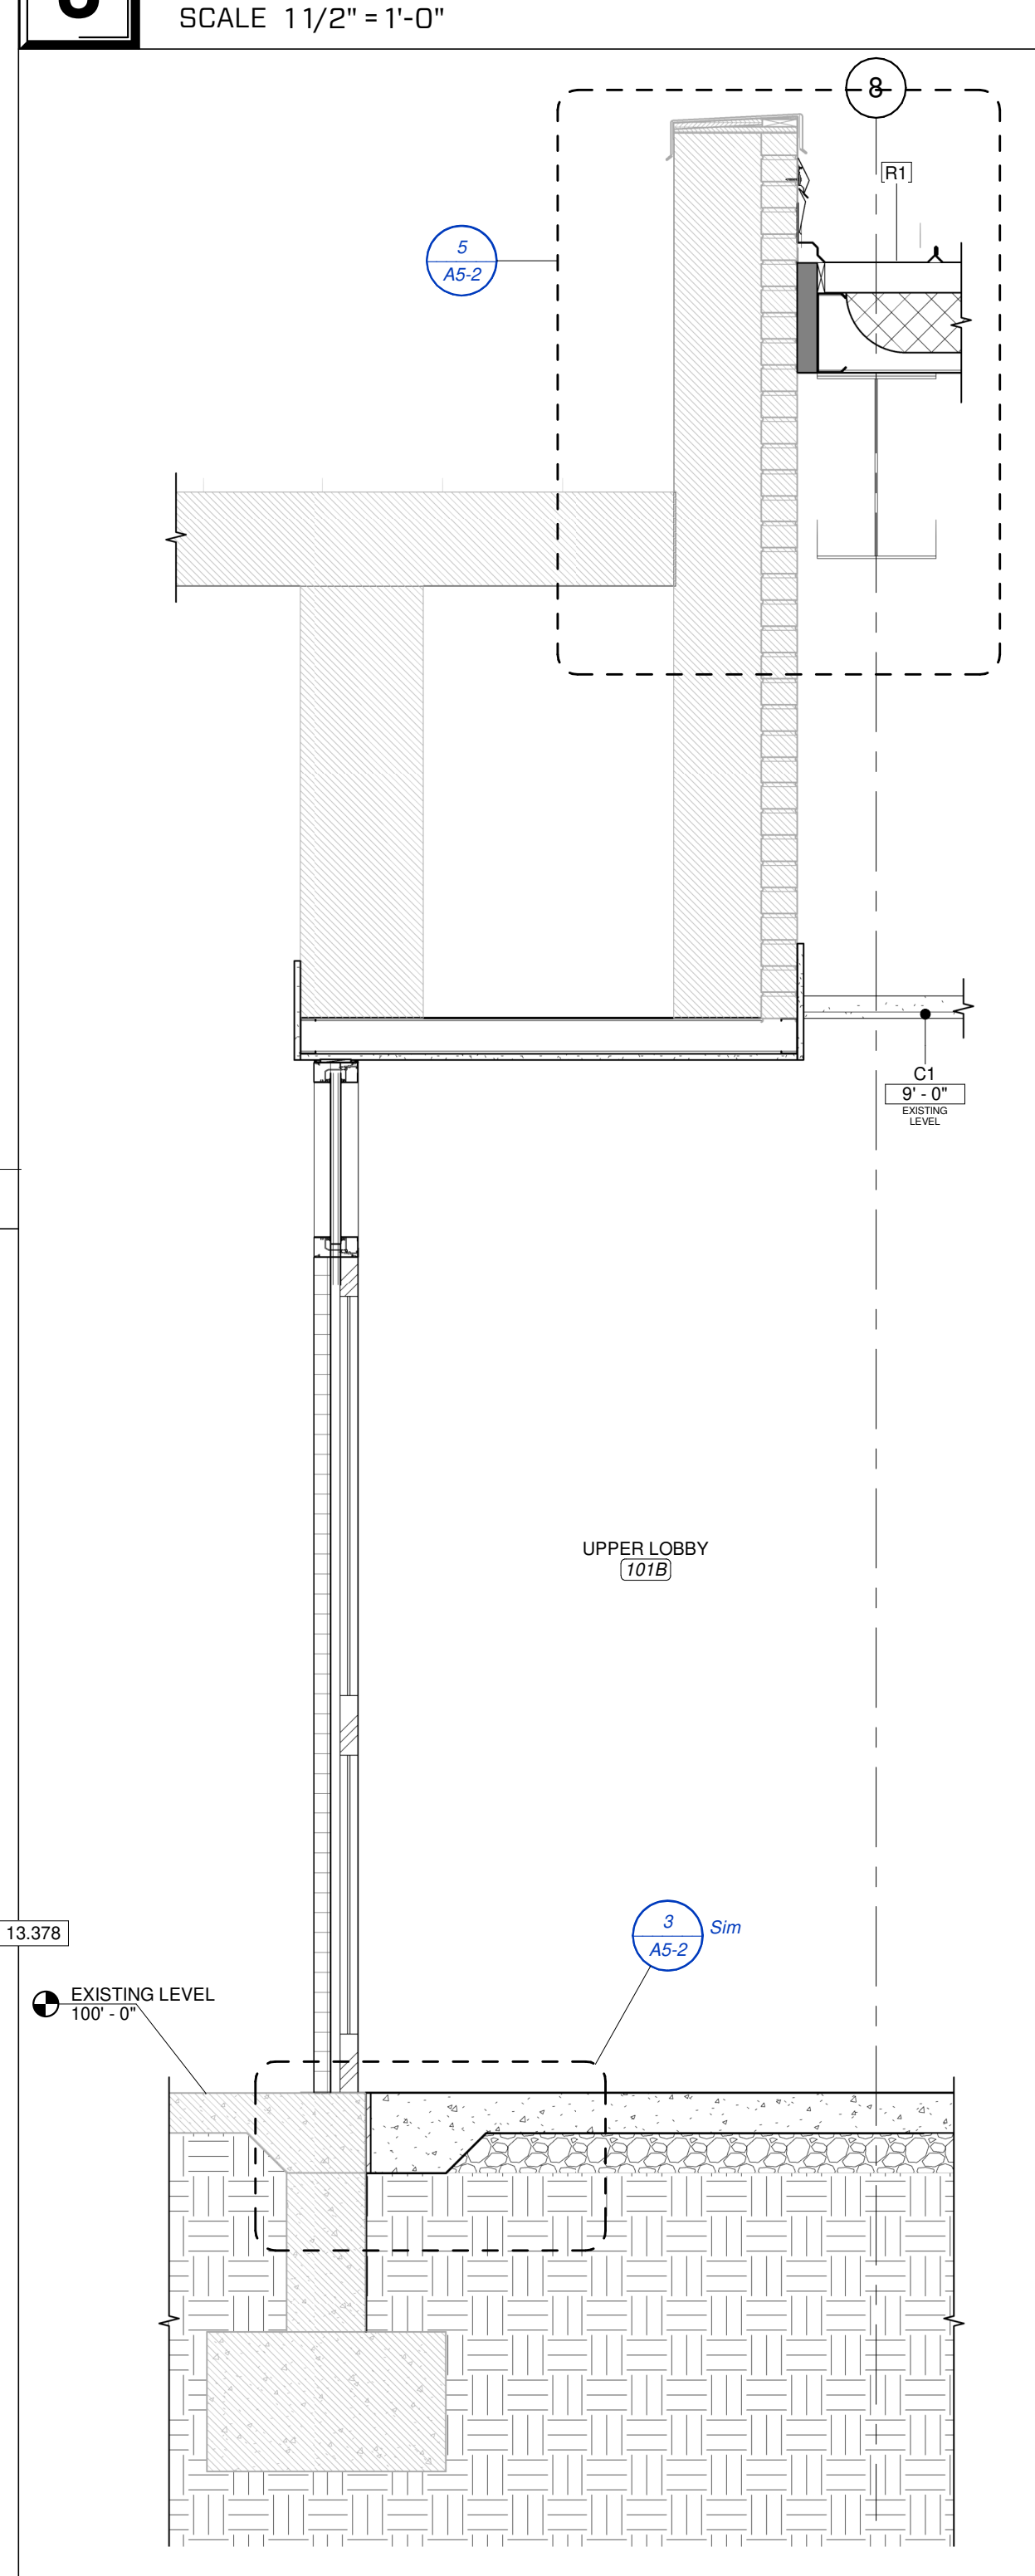 SCALE 1 1/2" = 1'-0"
8
R1
5
A5-2
C1
9' - 0"
EXISTING
LEVEL
UPPER LOBBY
101B
3
A5-2
Sim
13.378
EXISTING LEVEL
100' - 0"